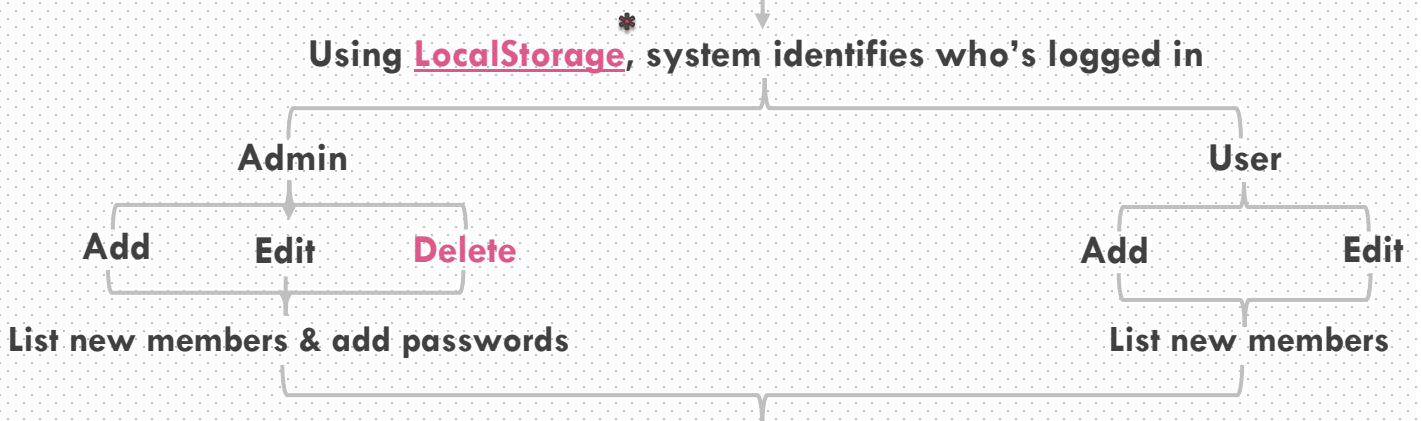 *
Using LocalStorage, system identifies who's logged in
Admin
User
Add Edit Delete
Add Edit
List new members & add passwords
List new members